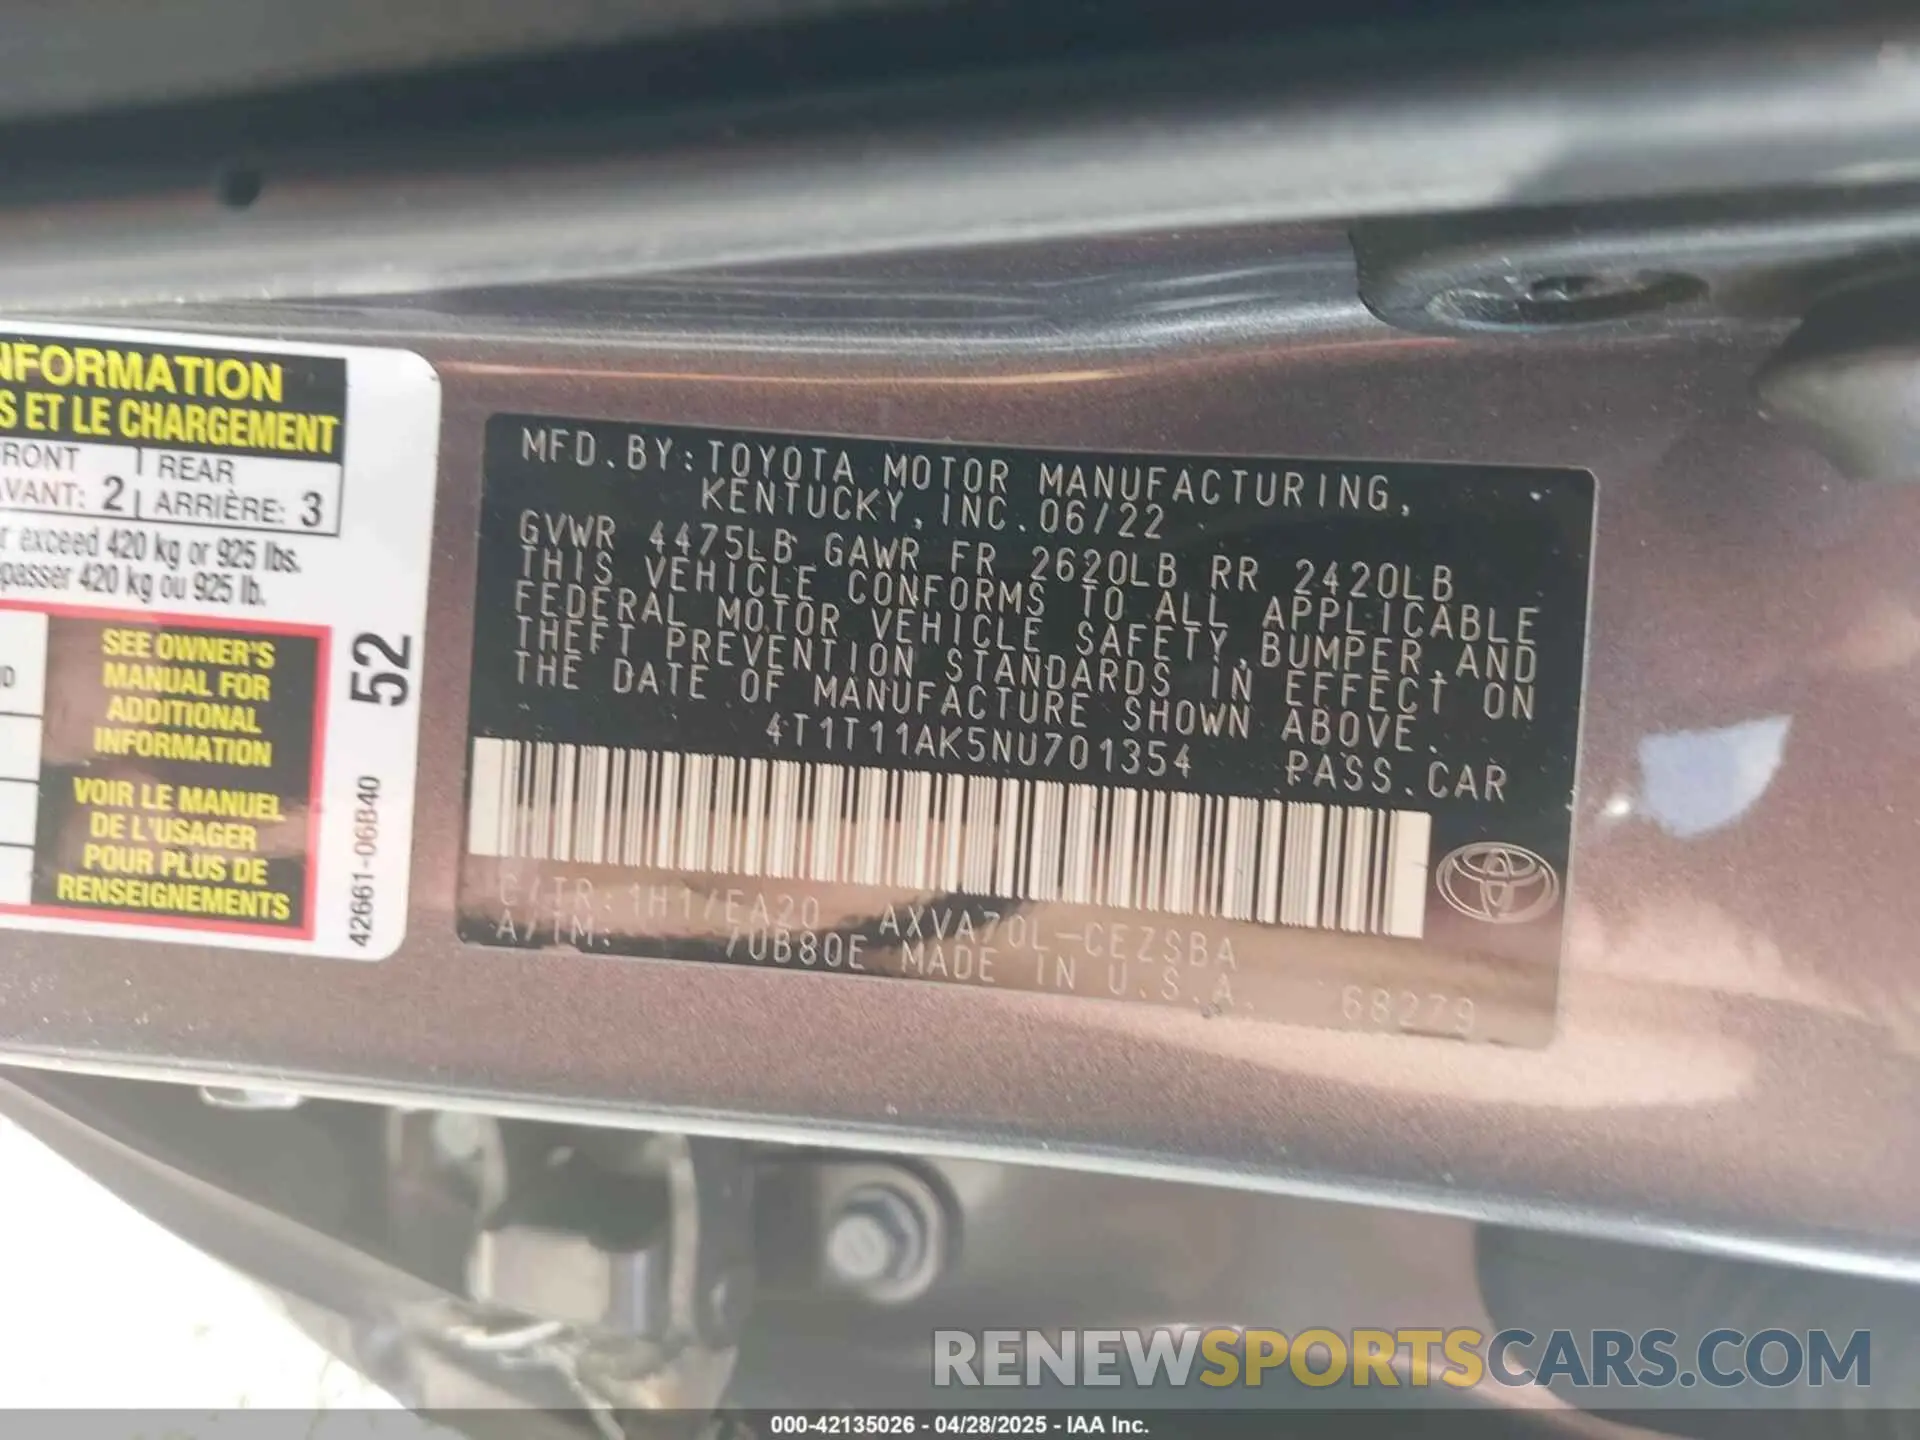 NFORMATION
S ET LE CHARGEMENT
RONT
AVANT: 2
REAR
ARRIÈRE: 3
r exceed 420 kg or 925 lbs.
passer 420 kg ou 925 lb.
SEE OWNER'S
MANUAL FOR
ADDITIONAL
INFORMATION
VOIR LE MANUEL
DE L'USAGER
POUR PLUS DE
RENSEIGNEMENTS
52
42661-06B40
MFD.BY:TOYOTA MOTOR MANUFACTURING,
KENTUCKY,INC.06/22
GVWR 4475LB GAWR FR 2620LB RR 2420LB
THIS VEHICLE CONFORMS TO ALL APPLICABLE
FEDERAL MOTOR VEHICLE SAFETY,BUMPER,AND
THEFT PREVENTION STANDARDS IN EFFECT ON
THE DATE OF MANUFACTURE SHOWN ABOVE.
4T1T11AK5NU701354 PASS.CAR
C/TR:1H1/EA20 AXVA70L-CEZSBA
A/TM: /UB80E MADE IN U.S.A.
68279
RENEWSPORTSCARS.COM
000-42135026 - 04/28/2025 - IAA Inc.